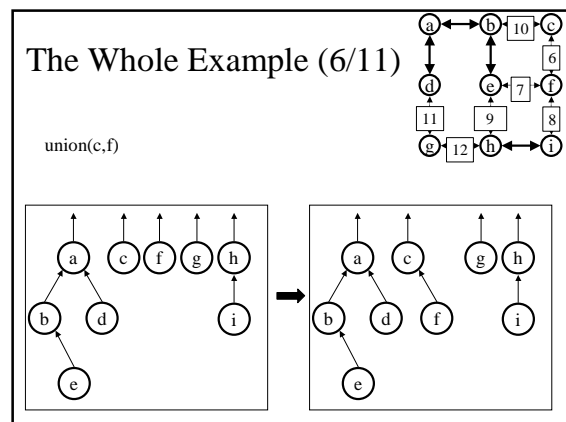 The Whole Example (6/11)
a b 10 c
6
d e 7 f
11 9 8
g 12 h i
union(c,f)
a c f g h
b d i
e
a c g h
b d f i
e